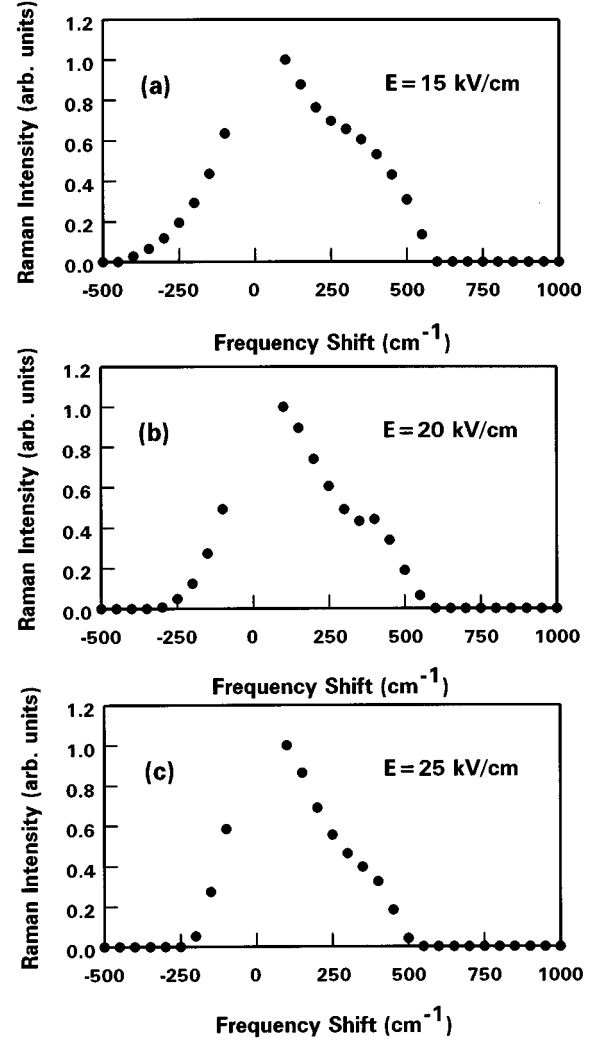 Raman Intensity (arb. units)
1.2
1.0
0.8
0.6
0.4
0.2
0.0
(a)
E = 15 kV/cm
-500 -250 0 250 500 750 1000
Frequency Shift (cm-1)
Raman Intensity (arb. units)
1.2
1.0
0.8
0.6
0.4
0.2
0.0
(b)
E = 20 kV/cm
-500 -250 0 250 500 750 1000
Frequency Shift (cm-1)
Raman Intensity (arb. units)
1.2
1.0
0.8
0.6
0.4
0.2
0.0
(c)
E = 25 kV/cm
-500 -250 0 250 500 750 1000
Frequency Shift (cm-1)